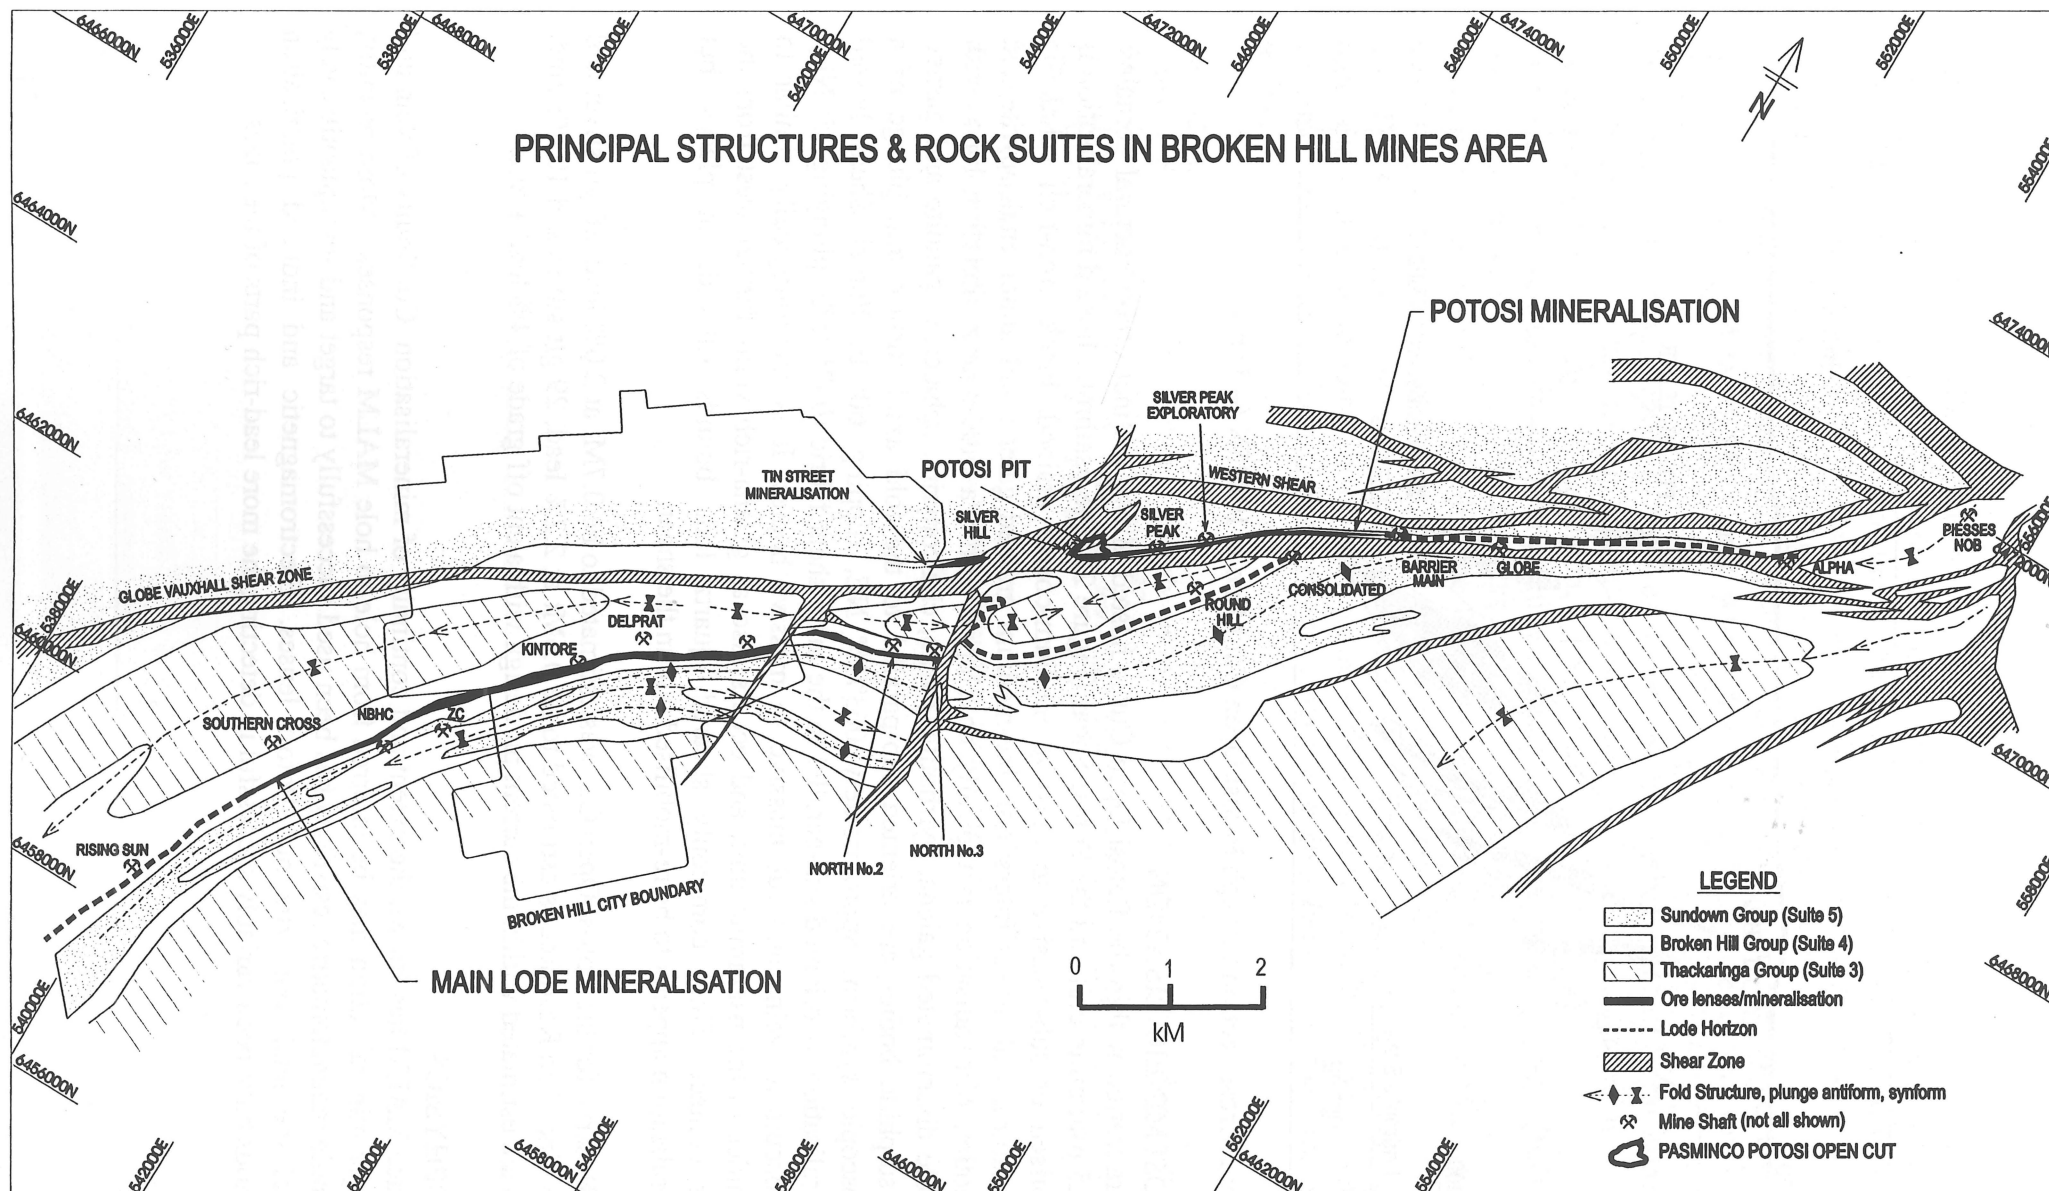 6466000N
536000E
538000E
6468000N
540000E
6470000N
542000E
544000E
6472000N
546000E
548000E
6474000N
550000E
552000E
554000E
N
PRINCIPAL STRUCTURES & ROCK SUITES IN BROKEN HILL MINES AREA
6464000N
6474000N
POTOSI MINERALISATION
SILVER PEAK
EXPLORATORY
6462000N
POTOSI PIT
TIN STREET
MINERALISATION
WESTERN SHEAR
SILVER
HILL
SILVER
PEAK
PIESSES
NOB
556000E
6472000N
GLOBE VAUXHALL SHEAR ZONE
538000E
6460000N
BARRIER
MAIN
GLOBE
ALPHA
CONSOLIDATED
ROUND
HILL
DELPRAT
KINTORE
NBHC
ZC
SOUTHERN CROSS
6470000N
6458000N
RISING SUN
NORTH No.2
NORTH No.3
BROKEN HILL CITY BOUNDARY
558000E
MAIN LODE MINERALISATION
540000E
6468000N
0 1 2
kM
LEGEND
Sundown Group (Suite 5)
Broken Hill Group (Suite 4)
Thackaringa Group (Suite 3)
Ore lenses/mineralisation
Lode Horizon
Shear Zone
Fold Structure, plunge antiform, synform
Mine Shaft (not all shown)
PASMINCO POTOSI OPEN CUT
6456000N
542000E
544000E
6458000N
546000E
548000E
6460000N
550000E
552000E
6462000N
554000E